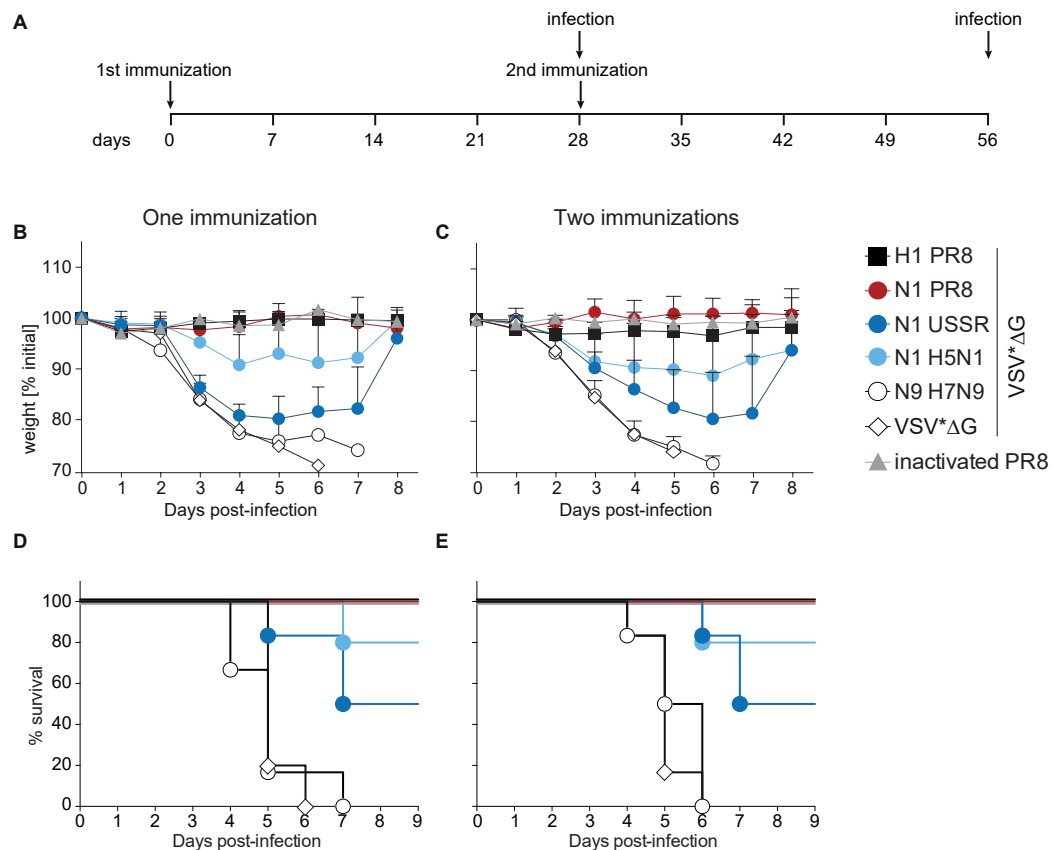 A
infection
infection
1st immunization
2nd immunization
days
0
7
14
21
28
35
42
49
56
One immunization
Two immunizations
B
110
100
90
80
70
weight [% initial]
0 1 2 3 4 5 6 7 8
Days post-infection
C
0 1 2 3 4 5 6 7 8
Days post-infection
H1 PR8
N1 PR8
N1 USSR
N1 H5N1
N9 H7N9
VSV*ΔG
inactivated PR8
VSV*ΔG
D
100
80
60
40
20
0
% survival
0 1 2 3 4 5 6 7 8 9
Days post-infection
E
0 1 2 3 4 5 6 7 8 9
Days post-infection